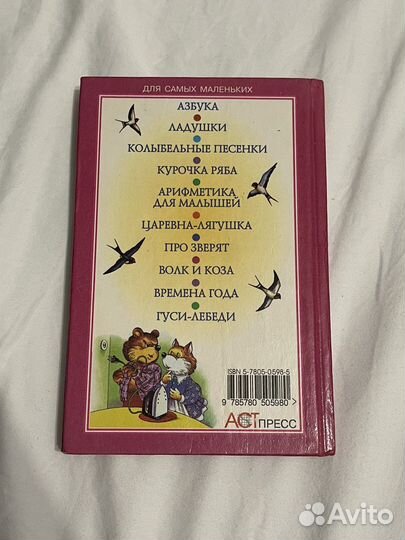 ДЛЯ САМЫХ МАЛЕНЬКИХ
АЗБУКА
ЛАДУШКИ
КОЛЫБЕЛЬНЫЕ ПЕСЕНКИ
КУРОЧКА РЯБА
АРИФМЕТИКА
ДЛЯ МАЛЫШЕЙ
ЦАРЕВНА-ЛЯГУШКА
ПРО ЗВЕРЯТ
ВОЛК И КОЗА
ВРЕМЕНА ГОДА
ГУСИ-ЛЕБЕДИ
ISBN 5-7805-0598-5
9 785780 505980 >
АСТ ПРЕСС
Avito